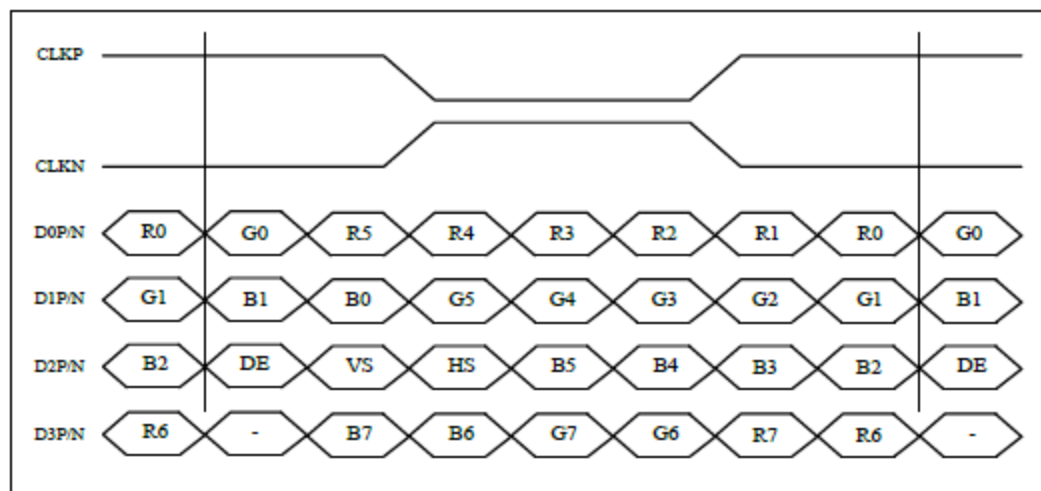 CLKP
CLKN
D0P/N R0 G0 R5 R4 R3 R2 R1 R0 G0
D1P/N G1 B1 B0 G5 G4 G3 G2 G1 B1
D2P/N B2 DE VS HS B5 B4 B3 B2 DE
D3P/N R6 - B7 B6 G7 G6 R7 R6 -